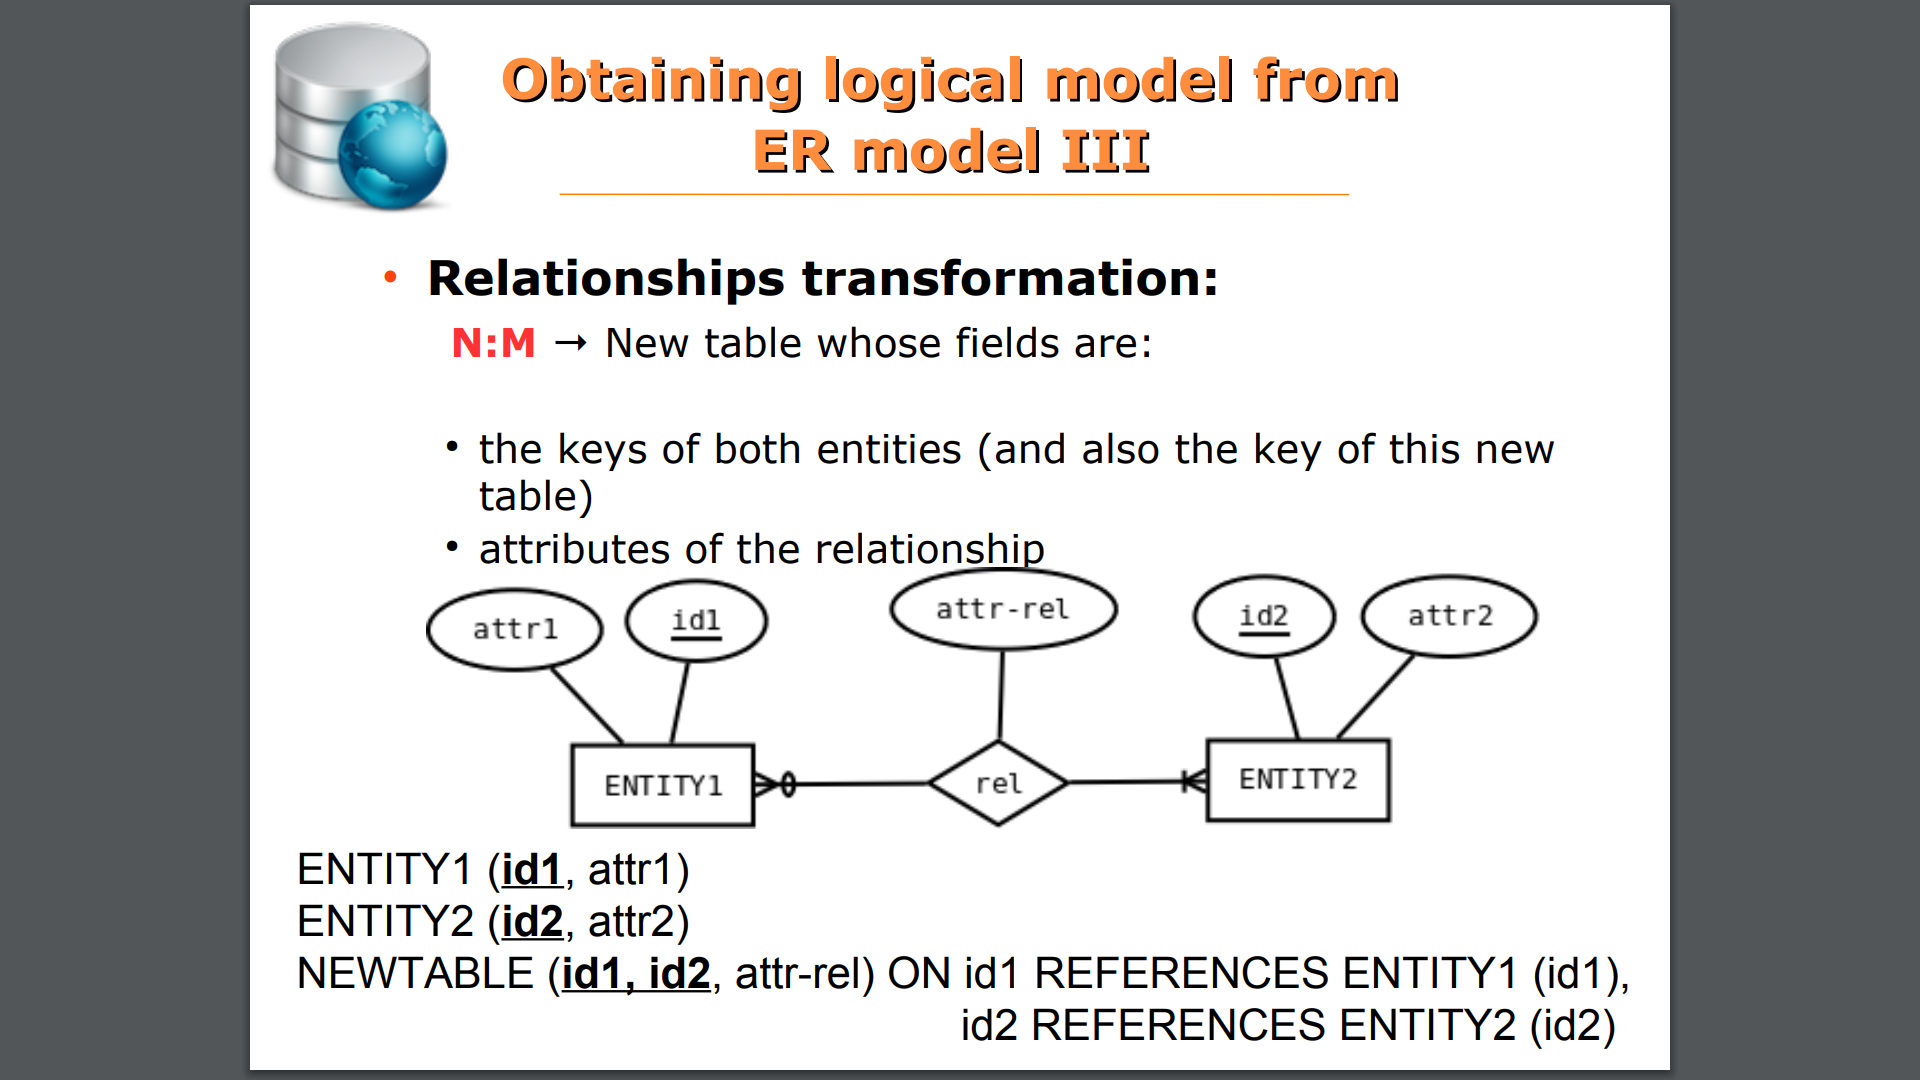 Obtaining logical model from
ER model III
• Relationships transformation:
N:M → New table whose fields are:
• the keys of both entities (and also the key of this new
table)
• attributes of the relationship
attr1 id1 attr-rel id2 attr2
ENTITY1 rel ENTITY2
ENTITY1 (id1, attr1)
ENTITY2 (id2, attr2)
NEWTABLE (id1, id2, attr-rel) ON id1 REFERENCES ENTITY1 (id1),
id2 REFERENCES ENTITY2 (id2)